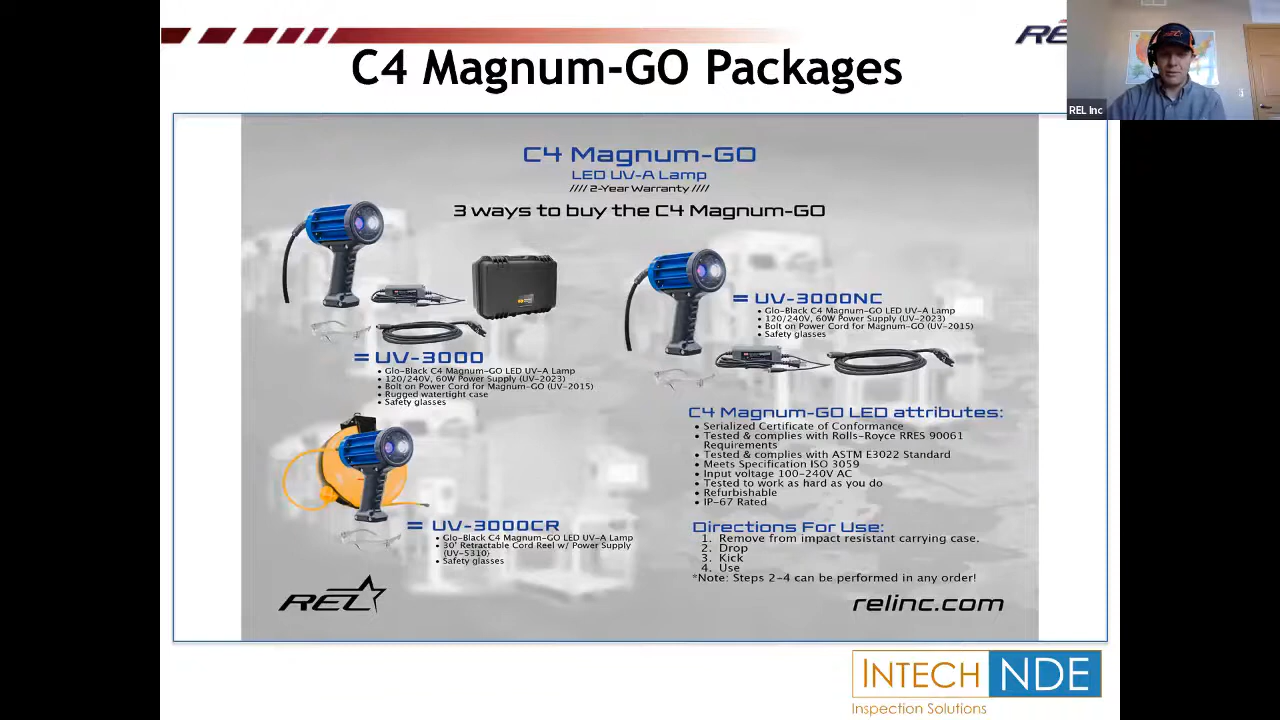 C4 Magnum-GO Packages
REL Inc
C4 Magnum-GO
LED UV-A Lamp
//// 2-Year Warranty ////
3 ways to buy the C4 Magnum-GO
= UV-3000
• Glo-Black C4 Magnum-GO LED UV-A Lamp
• 120/240V, 60W Power Supply (UV-2023)
• Bolt on Power Cord for Magnum-GO (UV-2015)
• Rugged watertight case
• Safety glasses
= UV-3000NC
• Glo-Black C4 Magnum-GO LED UV-A Lamp
• 120/240V, 60W Power Supply (UV-2023)
• Bolt on Power Cord for Magnum-GO (UV-2015)
• Safety glasses
= UV-3000CR
• Glo-Black C4 Magnum-GO LED UV-A Lamp
• 30' Retractable Cord Reel w/ Power Supply
(UV-5310)
• Safety glasses
C4 Magnum-GO LED attributes:
• Serialized Certificate of Conformance
• Tested & complies with Rolls-Royce RRES 90061
Requirements
• Tested & complies with ASTM E3022 Standard
• Meets Specification ISO 3059
• Input voltage 100-240V AC
• Tested to work as hard as you do
• Refurbishable
• IP-67 Rated
Directions For Use:
1. Remove from impact resistant carrying case.
2. Drop
3. Kick
4. Use
*Note: Steps 2-4 can be performed in any order!
REL
relinc.com
INTECH NDE
Inspection Solutions